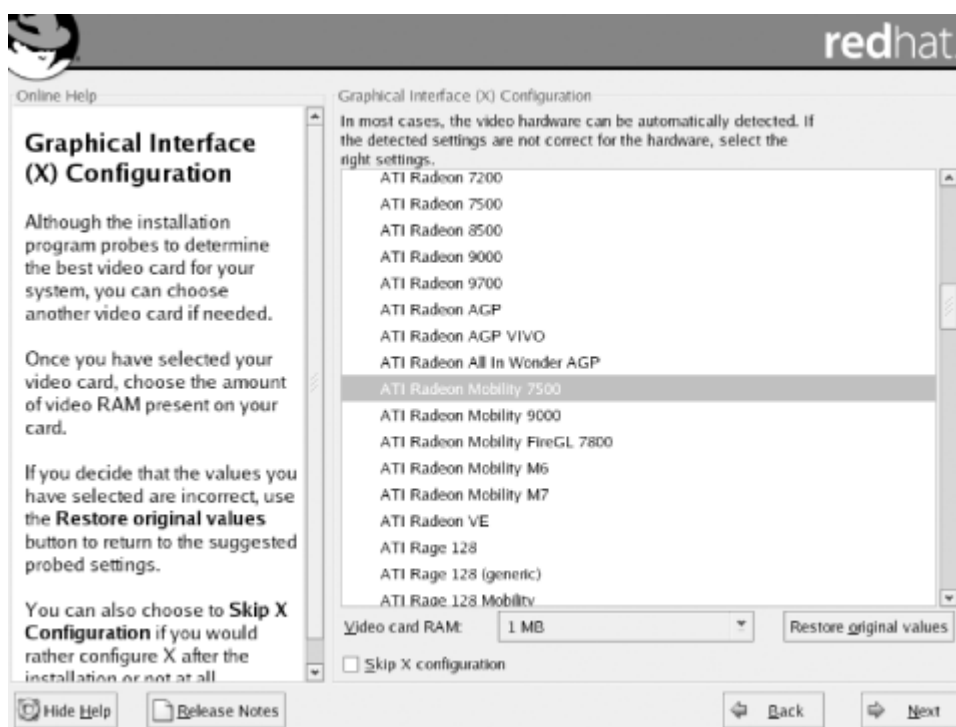 redhat.
Online Help
Graphical Interface
(X) Configuration
Although the installation
program probes to determine
the best video card for your
system, you can choose
another video card if needed.
Once you have selected your
video card, choose the amount
of video RAM present on your
card.
If you decide that the values you
have selected are incorrect, use
the Restore original values
button to return to the suggested
probed settings.
You can also choose to Skip X
Configuration if you would
rather configure X after the
installation or not at all
Graphical Interface (X) Configuration
In most cases, the video hardware can be automatically detected. If
the detected settings are not correct for the hardware, select the
right settings.
ATI Radeon 7200
ATI Radeon 7500
ATI Radeon 8500
ATI Radeon 9000
ATI Radeon 9700
ATI Radeon AGP
ATI Radeon AGP VIVO
ATI Radeon All In Wonder AGP
ATI Radeon Mobility 7500
ATI Radeon Mobility 9000
ATI Radeon Mobility FireGL 7800
ATI Radeon Mobility M6
ATI Radeon Mobility M7
ATI Radeon VE
ATI Rage 128
ATI Rage 128 (generic)
ATI Rage 128 Mobility
Video card RAM: 1 MB Restore original values
Skip X configuration
Hide Help Release Notes Back Next